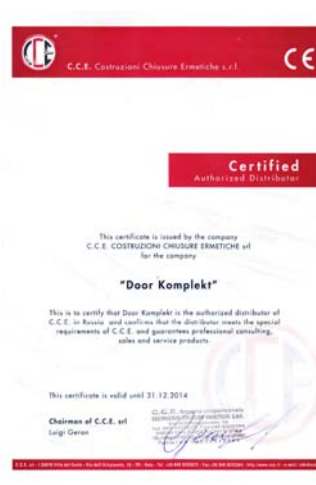 C.C.E. Costruzioni Chiusure Ermetiche s.r.l.
CE
Certified
Authorized Distributor
This certificate is issued by the company
C.C.E. COSTRUZIONI CHIUSURE ERMETICHE srl
for the company
"Door Komplekt"
This is to certify that Door Komplekt is the authorized distributor of
C.C.E. in Russia and confirms that the distributor meets the special
requirements of C.C.E. and guarantees professional consulting,
sales and service products.
This certificate is valid until 31.12.2014
Chairman of C.C.E. srl
Luigi Geron